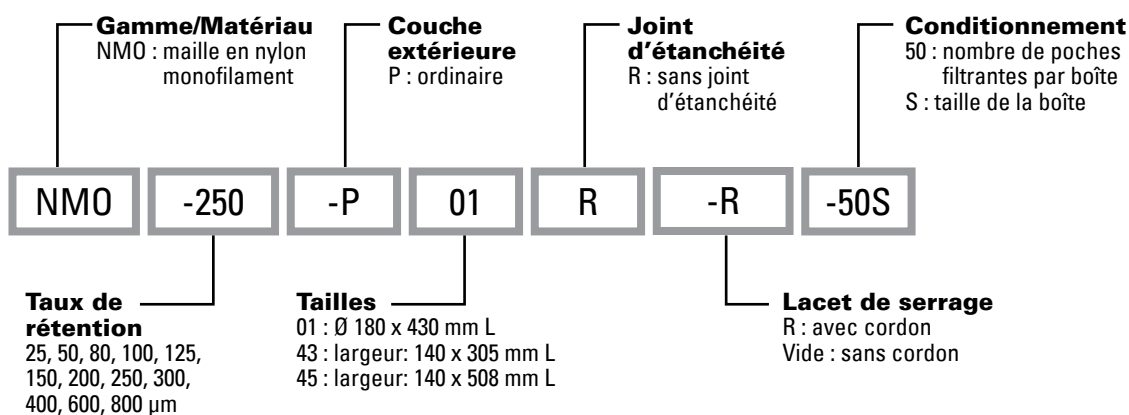 Gamme/Matériau
NMO : maille en nylon
monofilament
Couche
extérieure
P : ordinaire
Joint
d'étanchéité
R : sans joint
d'étanchéité
Conditionnement
50 : nombre de poches
filtrantes par boîte
S : taille de la boîte
NMO -250 -P 01 R -R -50S
Taux de
rétention
25, 50, 80, 100, 125,
150, 200, 250, 300,
400, 600, 800 µm
Tailles
01 : Ø 180 x 430 mm L
43 : largeur: 140 x 305 mm L
45 : largeur: 140 x 508 mm L
Lacet de serrage
R : avec cordon
Vide : sans cordon